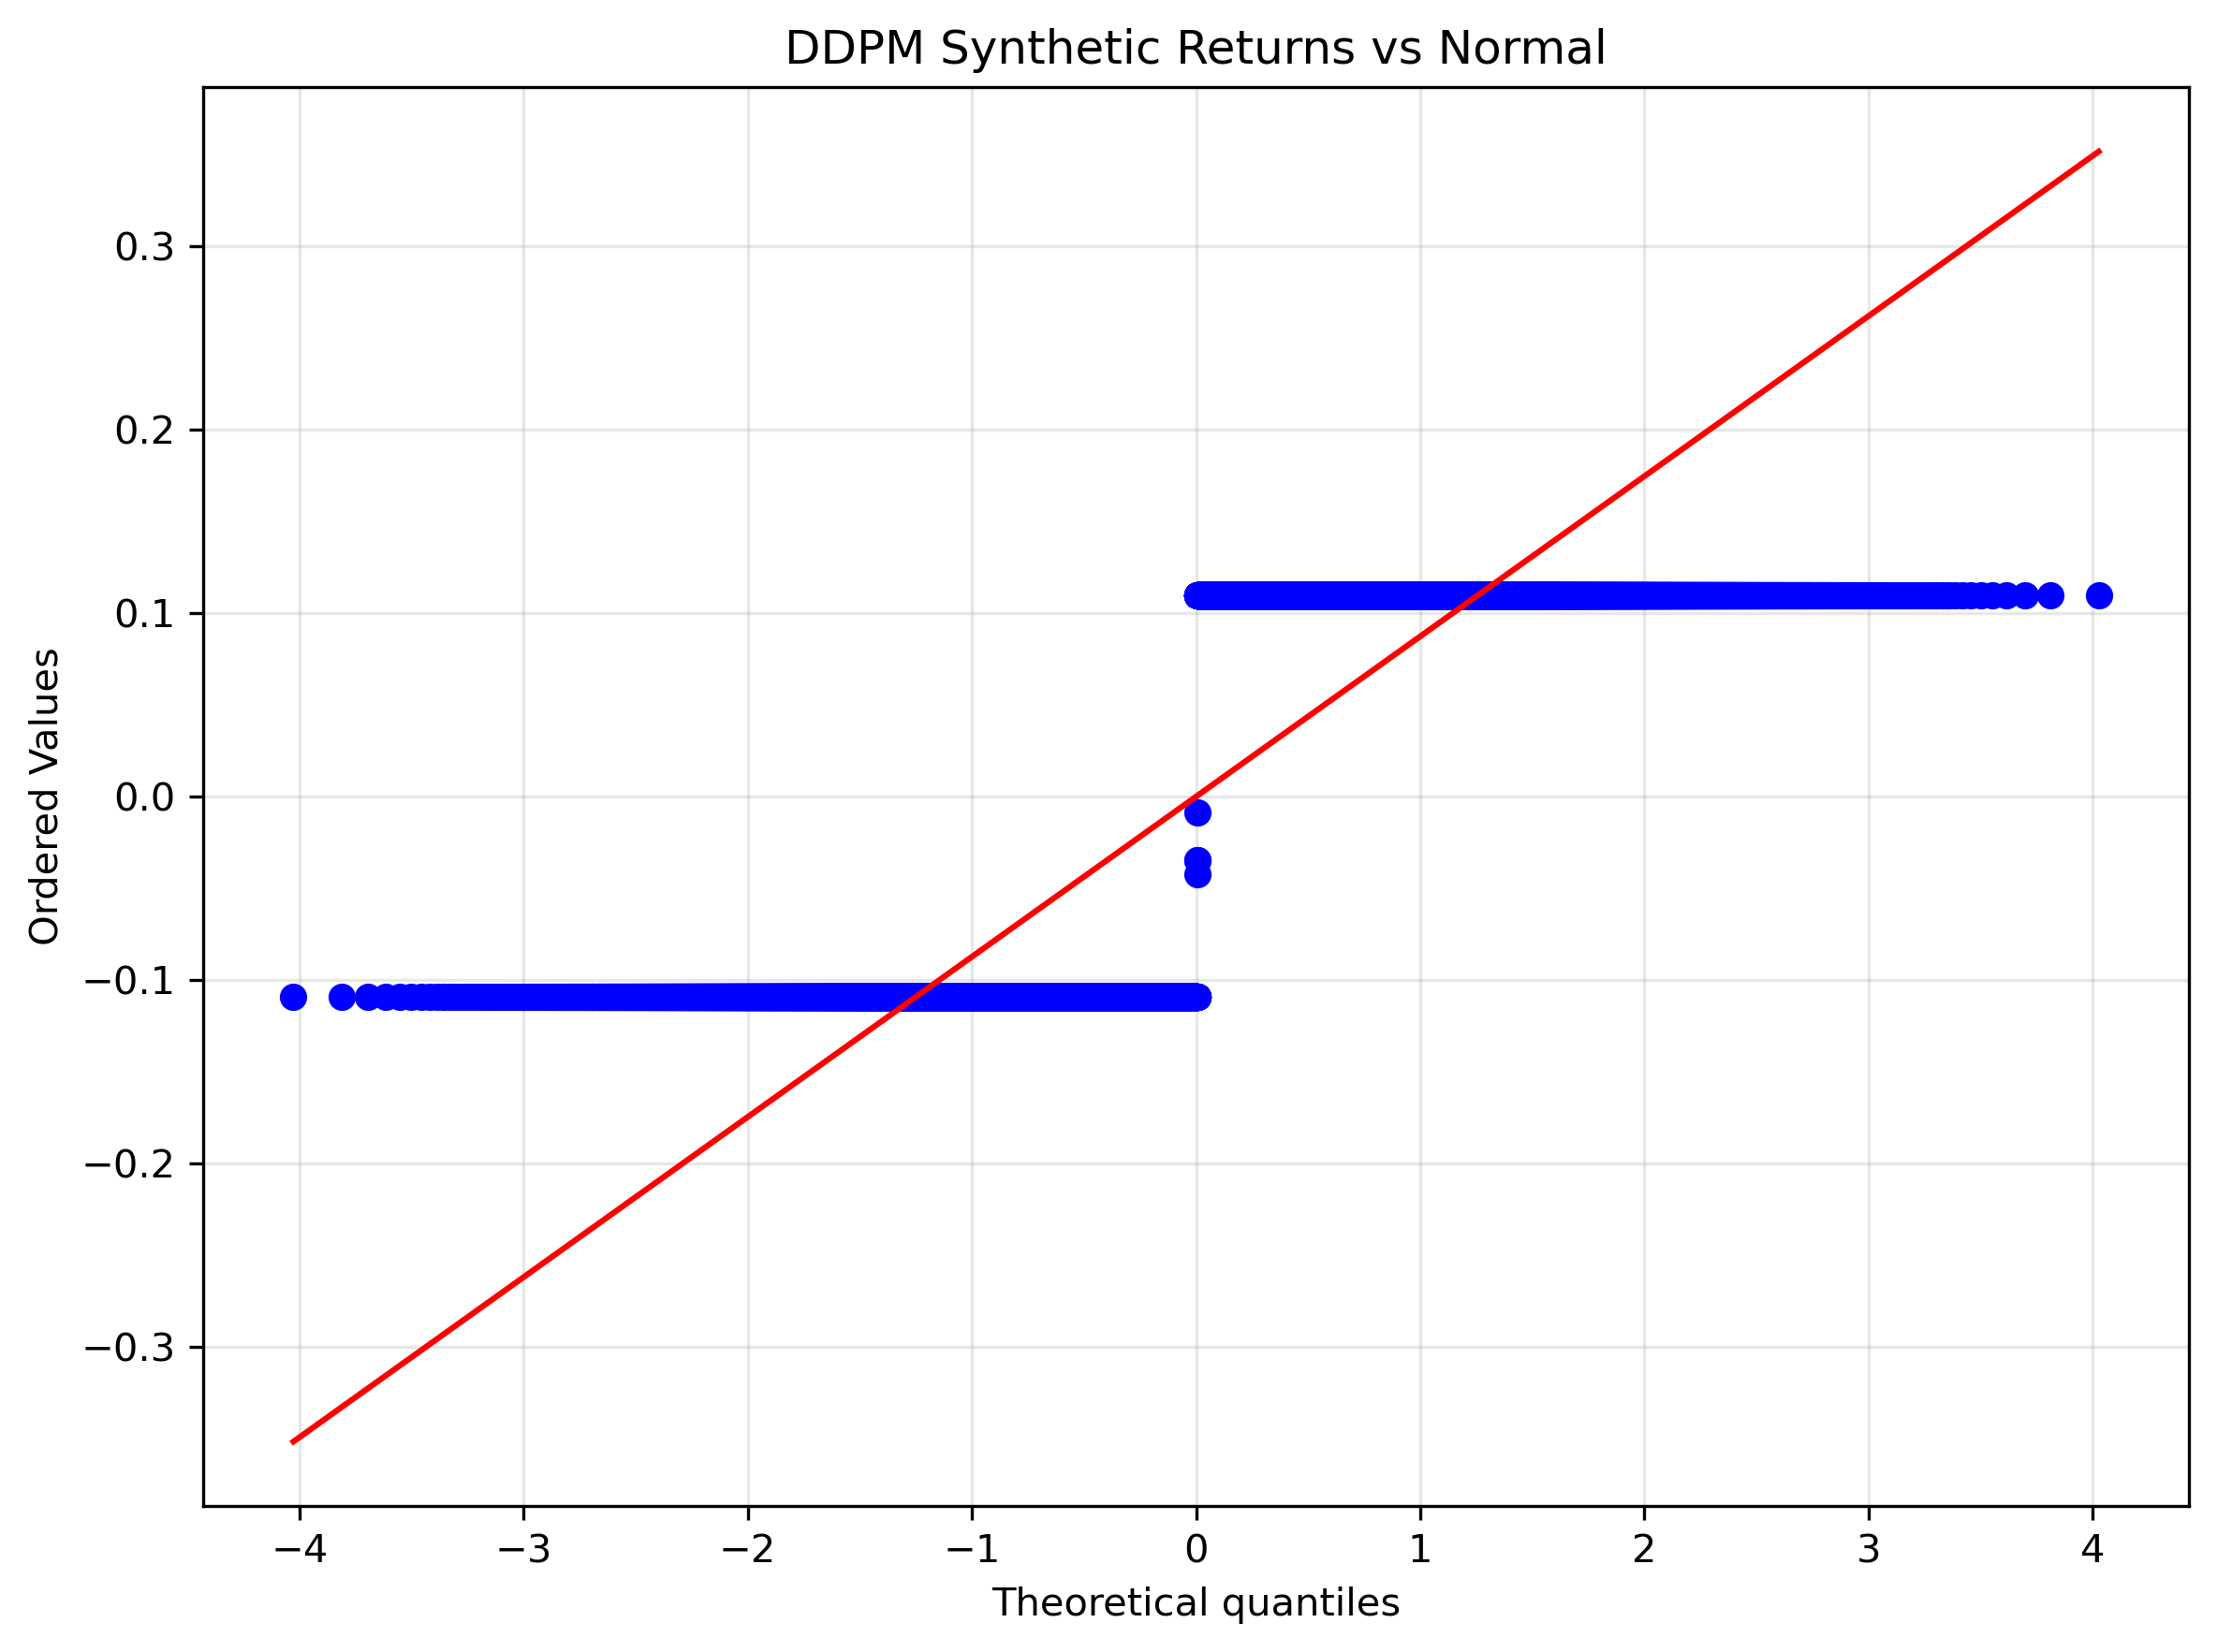 DDPM Synthetic Returns vs Normal
Ordered Values
0.3
0.2
0.1
0.0
−0.1
−0.2
−0.3
−4 −3 −2 −1 0 1 2 3 4
Theoretical quantiles